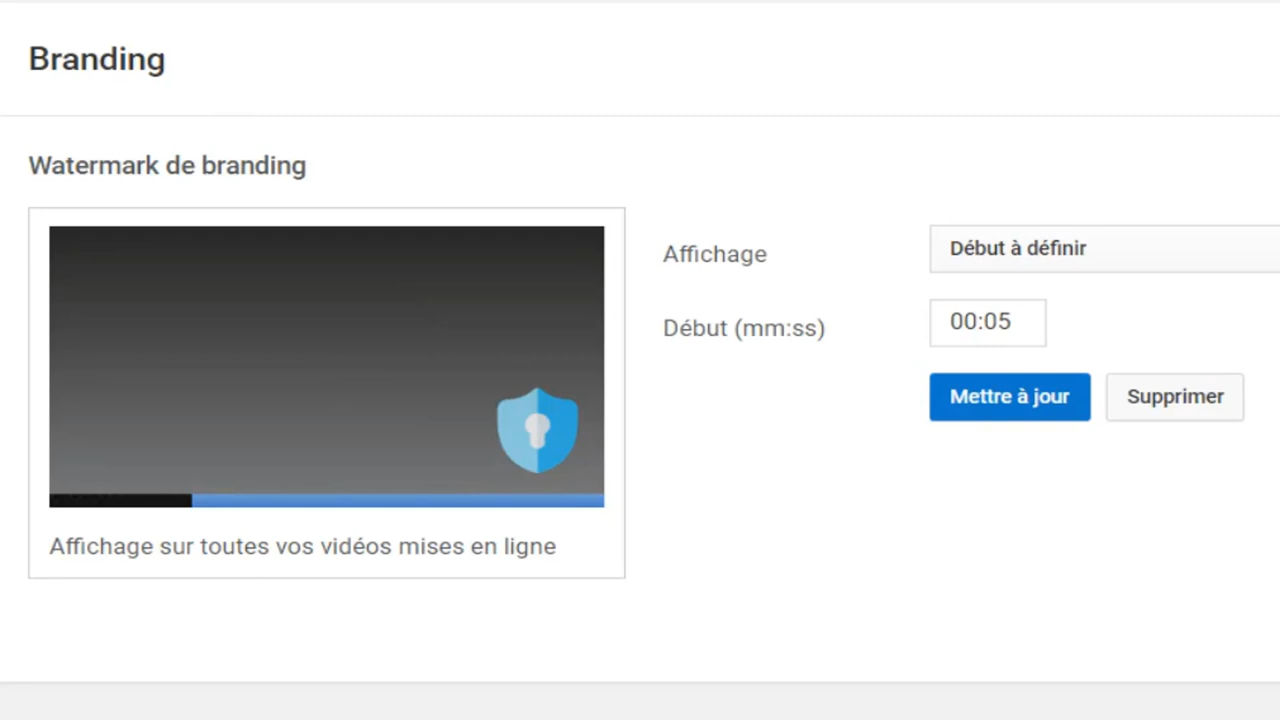 Branding
Watermark de branding
Affichage
Début à définir
Début (mm:ss)
00:05
Mettre à jour
Supprimer
Affichage sur toutes vos vidéos mises en ligne